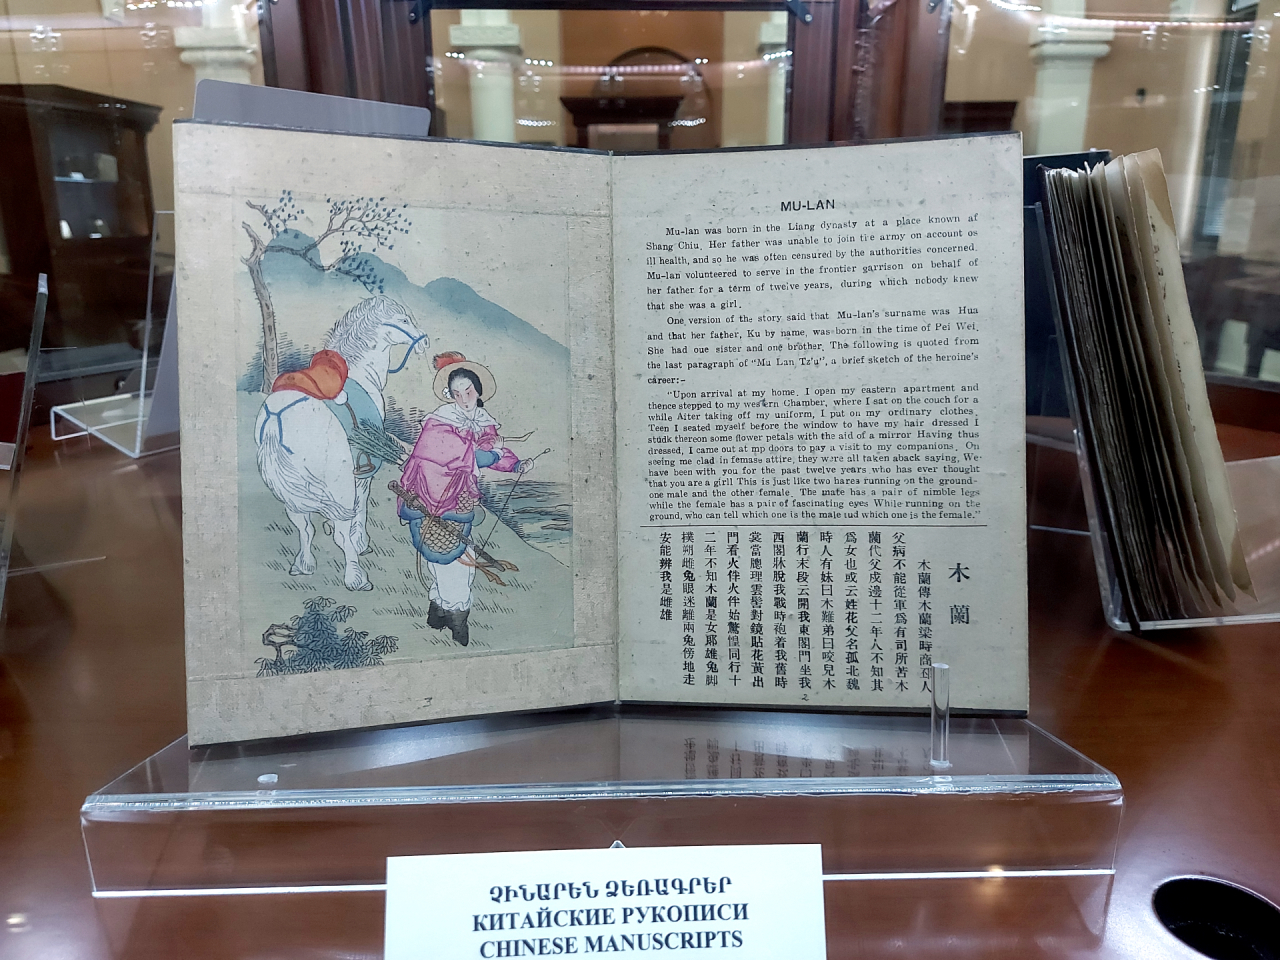 MU-LAN
Mu-lan was born in the Liang dynasty at a place known af
Shang Chiu. Her father was unable to join tre army on account os
ill health, and so he was often censured by the authorities concerned.
Mu-lan volunteered to serve in the frontier garrison on behalf of
her father for a term of twelve years, during which nobody knew
that she was a girl.
One version of the story said that Mu-lan's surname was Hua
and that her father, Ku by name, was born in the time of Pei Wei.
She had oue sister and one brother. The following is quoted from
the last paragraph of "Mu Lan Tz'u", a brief sketch of the heroine's
career:-
"Upon arrival at my home, I open my eastern apartment and
thence stepped to my western Chamber, where I sat on the couch for a
while Aiter taking off my uniform, I put on my ordinary clothes.
Teen I seated myself before the window to have my hair dressed I
studk thereon some flower petals with the aid of a mirror Having thus
dressed, I came out at mp doors to pay a visit to my companions. On
seeing me clad in femase attire, they were all taken aback saying, We
have been with you for the past twelve years who has ever thought
that you are a girll This is just like two hares running on the ground-
one male and the other female. The mafe has a pair of nimble legs
while the female has a pair of fascinating eyes While running on the
ground, who can tell which one is the male iud which one is the female."
木蘭
木蘭傳木蘭梁時商邱人
父病不能從軍爲有司所苦木
蘭代父戍邊十二年人不知其
爲女也或云姓花父名孤北魏
時人有妹曰木難弟曰咬兒木
蘭行末段云開我東閣門坐我
西閣牀脫我戰時袍着我舊時
裳當牕理雲髻對鏡貼花黃出
門看火伴火伴始驚惶同行十
二年不知木蘭是女耶雄兔脚
撲朔雌兔眼迷離兩兔傍地走
安能辨我是雌雄
3
2
ՉԻՆԱՐԵՆ ՁԵՌԱԳՐԵՐ
КИТАЙСКИЕ РУКОПИСИ
CHINESE MANUSCRIPTS